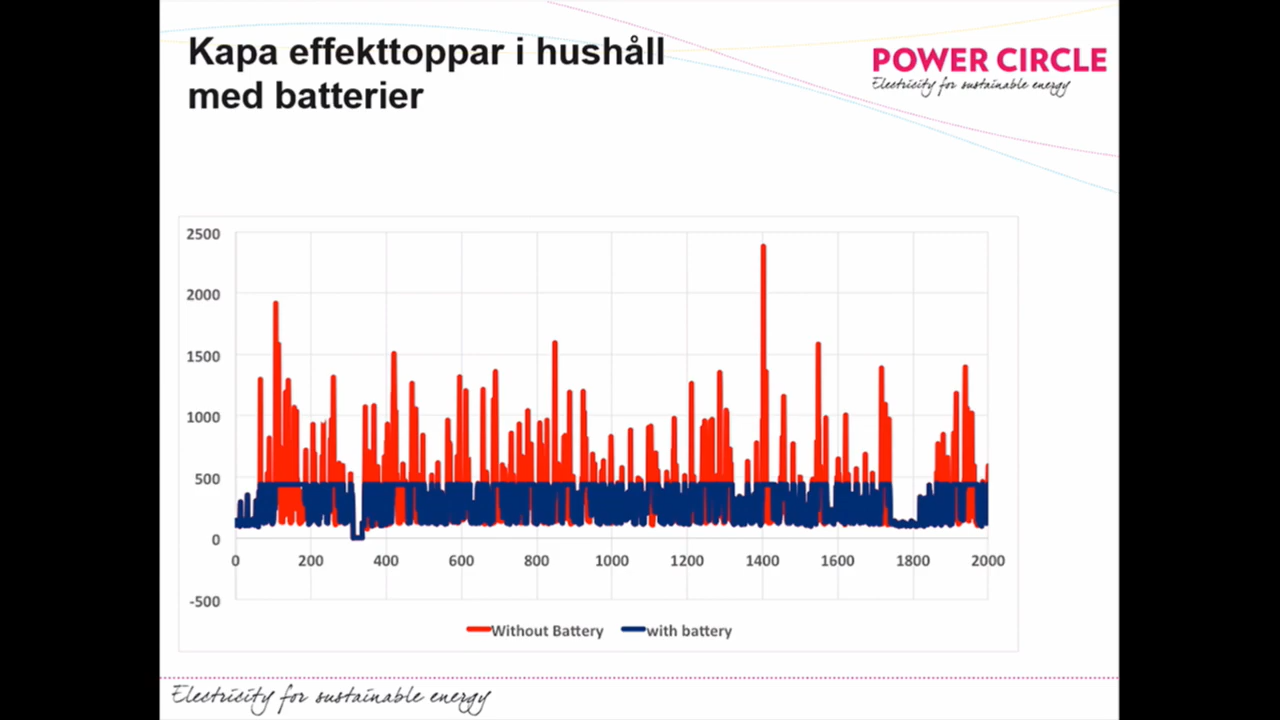 Kapa effekttoppar i hushåll
med batterier
POWER CIRCLE
Electricity for sustainable energy
2500
2000
1500
1000
500
0
-500
0 200 400 600 800 1000 1200 1400 1600 1800 2000
Without Battery with battery
Electricity for sustainable energy